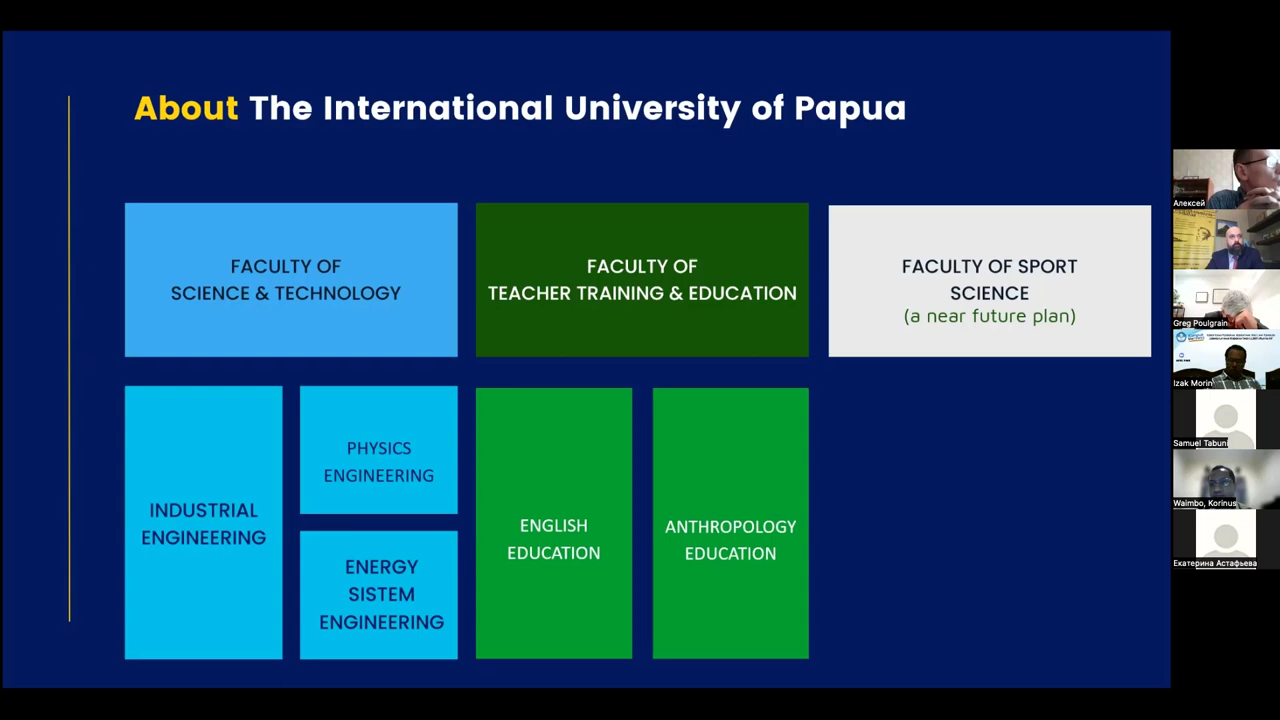 About The International University of Papua
FACULTY OF
SCIENCE & TECHNOLOGY
FACULTY OF
TEACHER TRAINING & EDUCATION
FACULTY OF SPORT
SCIENCE
(a near future plan)
INDUSTRIAL
ENGINEERING
PHYSICS
ENGINEERING
ENERGY
SISTEM
ENGINEERING
ENGLISH
EDUCATION
ANTHROPOLOGY
EDUCATION
Алексей
Greg Poulgrain
Izak Morin
Samuel Tabuni
Waimbo, Korinus
Екатерина Астафьева